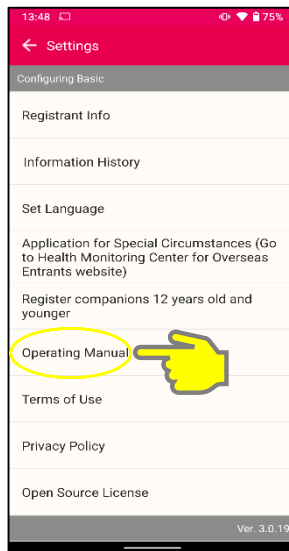 13:48 75%
← Settings
Configuring Basic
Registrant Info
Information History
Set Language
Application for Special Circumstances (Go
to Health Monitoring Center for Overseas
Entrants website)
Register companions 12 years old and
younger
Operating Manual
Terms of Use
Privacy Policy
Open Source License
Ver. 3.0.19